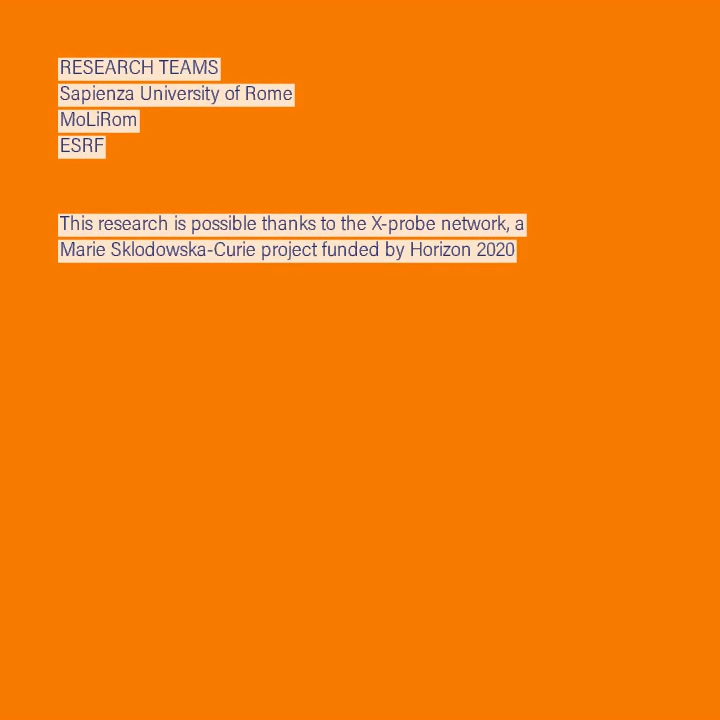 RESEARCH TEAMS
Sapienza University of Rome
MoLiRom
ESRF
This research is possible thanks to the X-probe network, a
Marie Sklodowska-Curie project funded by Horizon 2020